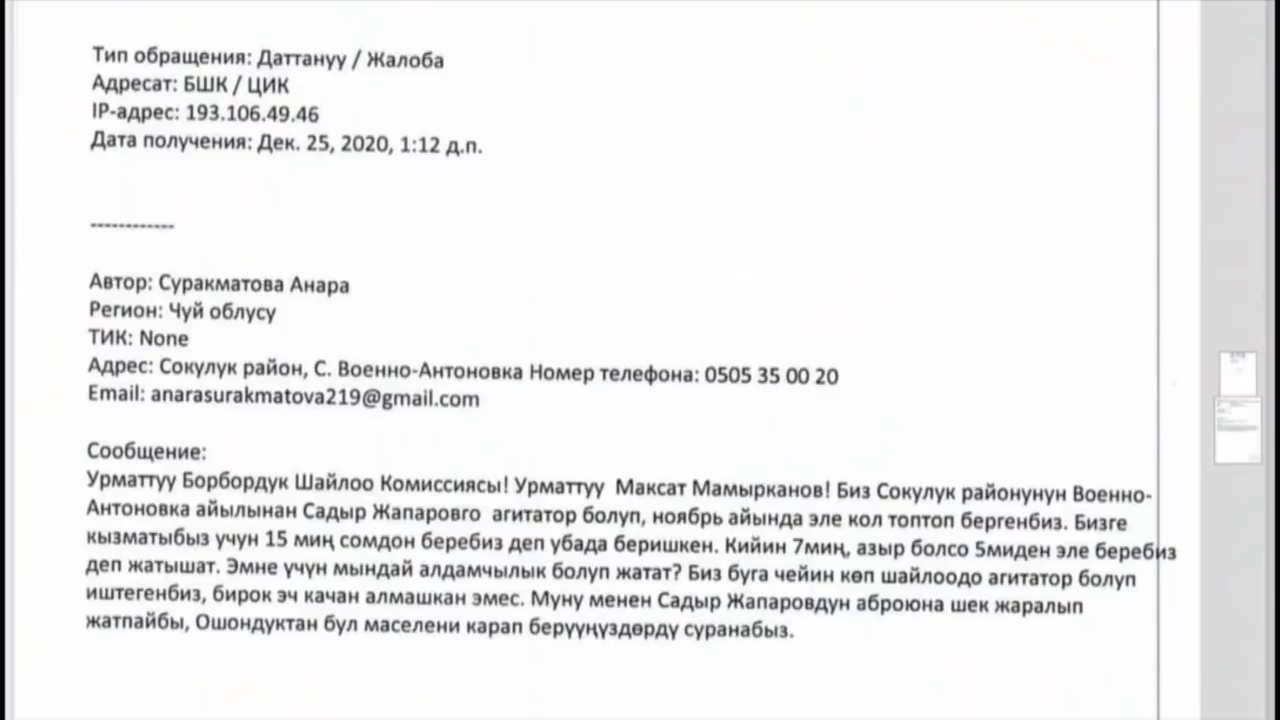 Тип обращения: Даттануу / Жалоба
Адресат: БШК / ЦИК
IP-адрес: 193.106.49.46
Дата получения: Дек. 25, 2020, 1:12 д.п.
------------
Автор: Суракматова Анара
Регион: Чуй облусу
ТИК: None
Адрес: Сокулук район, С. Военно-Антоновка Номер телефона: 0505 35 00 20
Email: anarasurakmatova219@gmail.com
Сообщение:
Урматтуу Борбордук Шайлоо Комиссиясы! Урматтуу  Максат Мамырканов! Биз Сокулук районунун Военно-
Антоновка айылынан Садыр Жапаровго  агитатор болуп, ноябрь айында эле кол топтоп бергенбиз. Бизге
кызматыбыз учун 15 миң сомдон беребиз деп убада беришкен. Кийин 7миң, азыр болсо 5миден эле беребиз
деп жатышат. Эмне үчүн мындай алдамчылык болуп жатат? Биз буга чейин көп шайлоодо агитатор болуп
иштегенбиз, бирок эч качан алмашкан эмес. Муну менен Садыр Жапаровдун аброюна шек жаралып
жатпайбы, Ошондуктан бул маселени карап берүүңүздөрдү суранабыз.